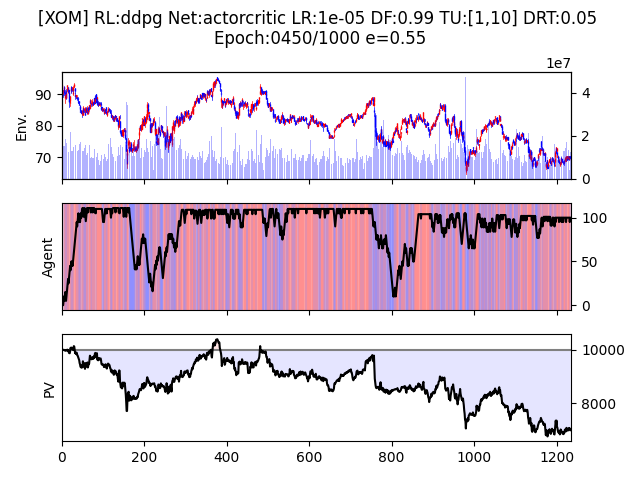 [XOM] RL:ddpg Net:actorcritic LR:1e-05 DF:0.99 TU:[1,10] DRT:0.05
Epoch:0450/1000 e=0.55
1e7
Env.
90
80
70
4
2
0
Agent
100
50
0
PV
10000
8000
0 200 400 600 800 1000 1200